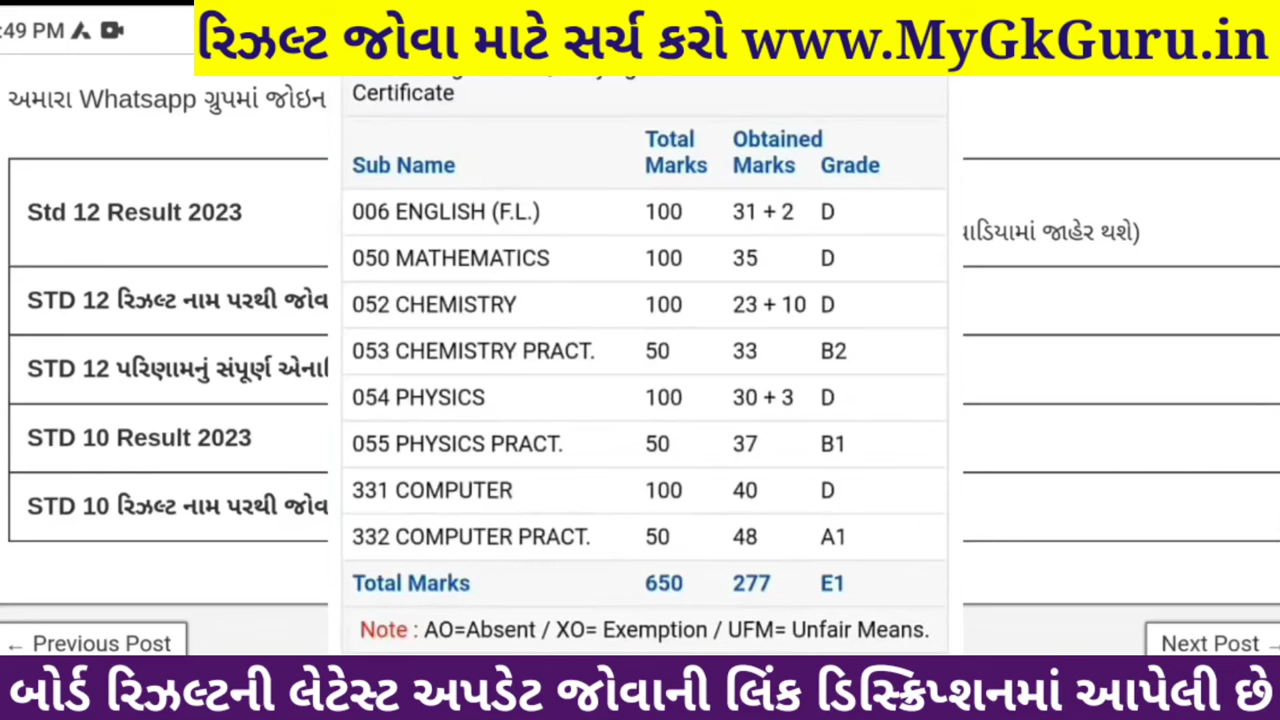 :49 PM
રિઝલ્ટ જોવા માટે સર્ચ કરો www.MyGkGuru.in
અમારા Whatsapp ગ્રુપમાં જોઇન
Std 12 Result 2023
STD 12 રિઝલ્ટ નામ પરથી જોવ
STD 12 પરિણામનું સંપૂર્ણ એનાલિ
STD 10 Result 2023
STD 10 રિઝલ્ટ નામ પરથી જોવ
← Previous Post
Certificate
Sub Name Total Marks Obtained Marks Grade
006 ENGLISH (F.L.) 100 31 + 2 D
050 MATHEMATICS 100 35 D
052 CHEMISTRY 100 23 + 10 D
053 CHEMISTRY PRACT. 50 33 B2
054 PHYSICS 100 30 + 3 D
055 PHYSICS PRACT. 50 37 B1
331 COMPUTER 100 40 D
332 COMPUTER PRACT. 50 48 A1
Total Marks 650 277 E1
Note : AO=Absent / XO= Exemption / UFM= Unfair Means.
જાહેર થશે)
Next Post →
બોર્ડ રિઝલ્ટની લેટેસ્ટ અપડેટ જોવાની લિંક ડિસ્ક્રિપ્શનમાં આપેલી છે